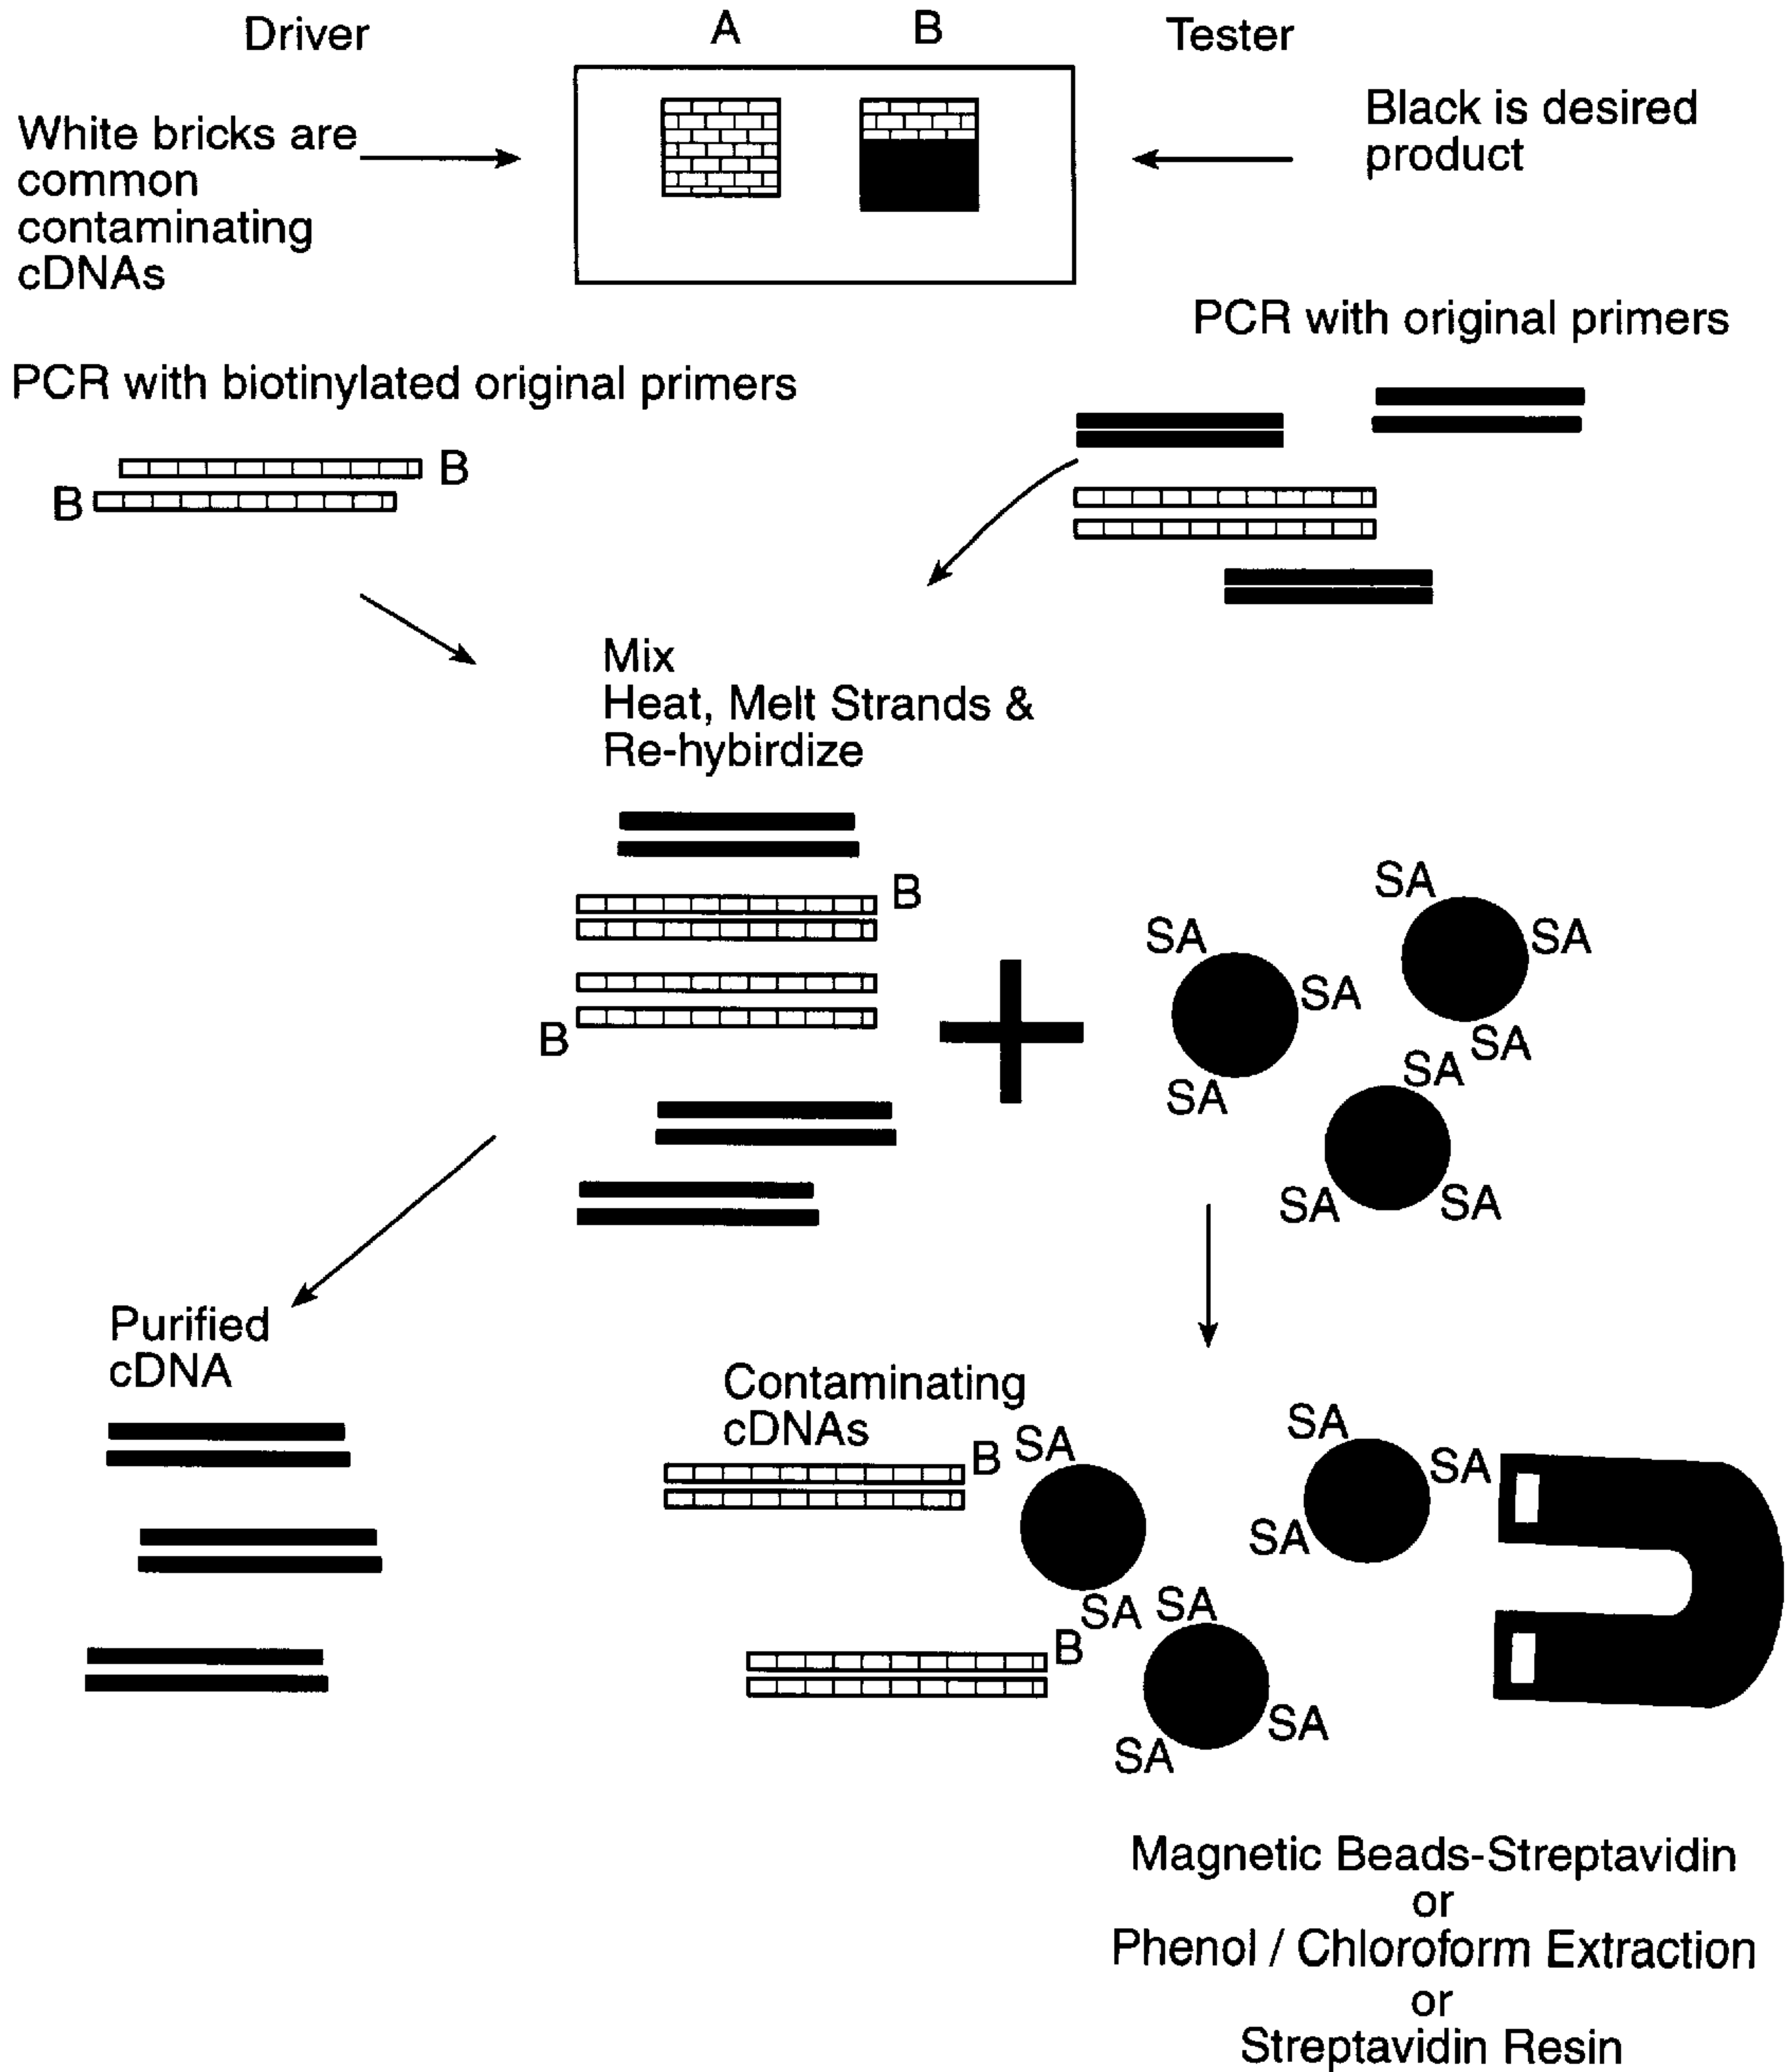 Driver
A
B
Tester
White bricks are
common
contaminating
cDNAs
Black is desired
product
PCR with original primers
PCR with biotinylated original primers
B
B
Mix
Heat, Melt Strands &
Re-hybirdize
B
B
SA
SA
SA
SA
SA
SA
SA
SA
SA
Purified
cDNA
Contaminating
cDNAs
B
SA
SA
SA
SA
SA
SA
B
SA
SA
Magnetic Beads-Streptavidin
or
Phenol / Chloroform Extraction
or
Streptavidin Resin